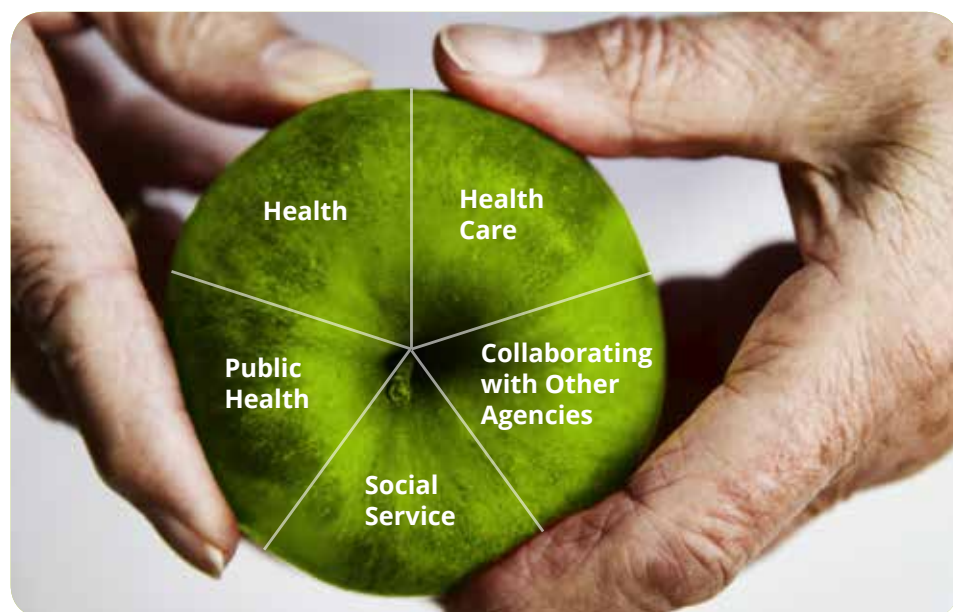 Health
Health
Care
Public
Health
Collaborating
with Other
Agencies
Social
Service